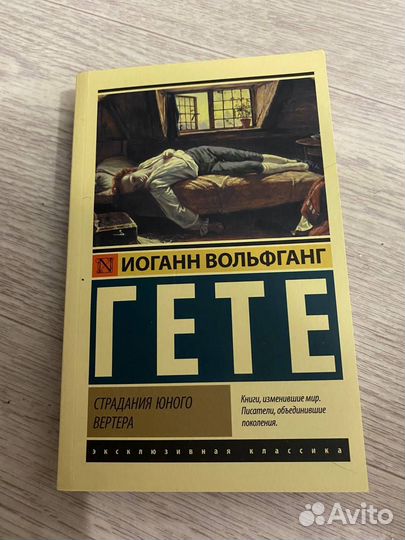 N ИОГАНН ВОЛЬФГАНГ
ГЕТЕ
СТРАДАНИЯ ЮНОГО
ВЕРТЕРА
Книги, изменившие мир.
Писатели, объединившие
поколения.
эксклюзивная классика
Avito